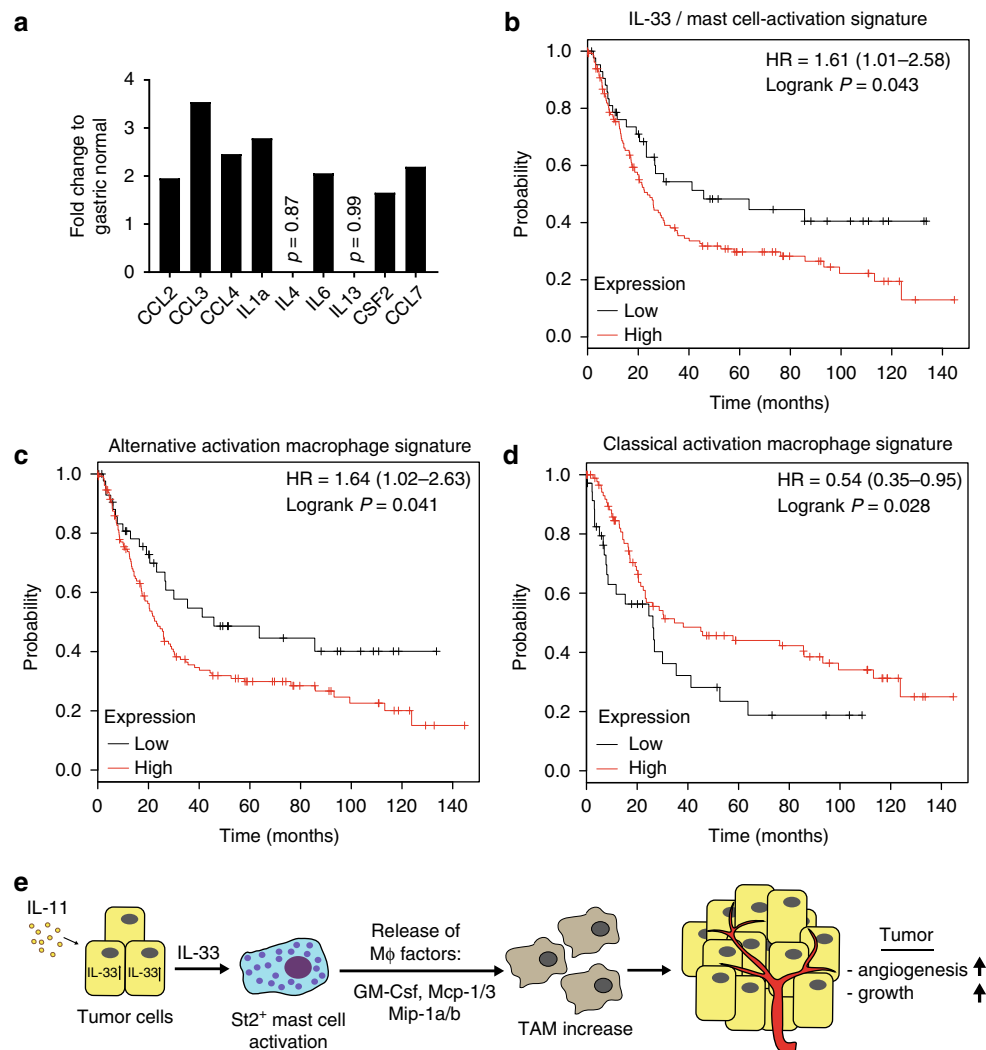 a
Fold change to
gastric normal
4
3
2
1
0
p = 0.87
p = 0.99
CCL2
CCL3
CCL4
IL1a
IL4
IL6
IL13
CSF2
CCL7
b
IL-33 / mast cell-activation signature
HR = 1.61 (1.01–2.58)
Logrank P = 0.043
Probability
1.0
0.8
0.6
0.4
0.2
0.0
Expression
Low
High
0 20 40 60 80 100 120 140
Time (months)
c
Alternative activation macrophage signature
HR = 1.64 (1.02–2.63)
Logrank P = 0.041
Probability
1.0
0.8
0.6
0.4
0.2
0.0
Expression
Low
High
0 20 40 60 80 100 120 140
Time (months)
d
Classical activation macrophage signature
HR = 0.54 (0.35–0.95)
Logrank P = 0.028
Probability
1.0
0.8
0.6
0.4
0.2
0.0
Expression
Low
High
0 20 40 60 80 100 120 140
Time (months)
e
IL-11
IL-33
IL-33
Tumor cells
IL-33
St2+ mast cell
activation
Release of
Mϕ factors:
GM-Csf, Mcp-1/3
Mip-1a/b
TAM increase
Tumor
- angiogenesis
- growth